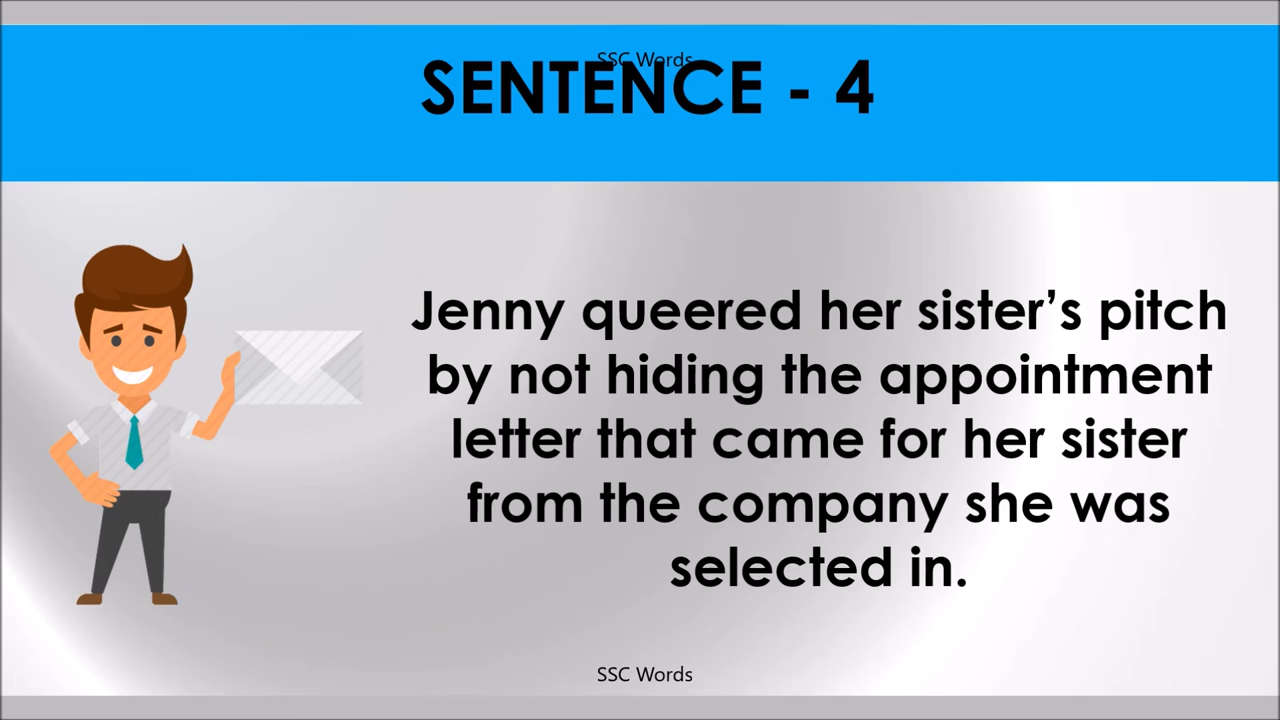 SSC Words
SENTENCE - 4
Jenny queered her sister’s pitch
by not hiding the appointment
letter that came for her sister
from the company she was
selected in.
SSC Words